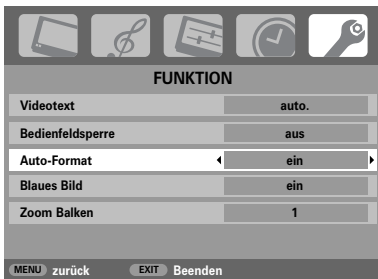 FUNKTION
Videotext auto.
Bedienfeldsperre aus
Auto-Format ein
Blaues Bild ein
Zoom Balken 1
MENU zurück EXIT Beenden